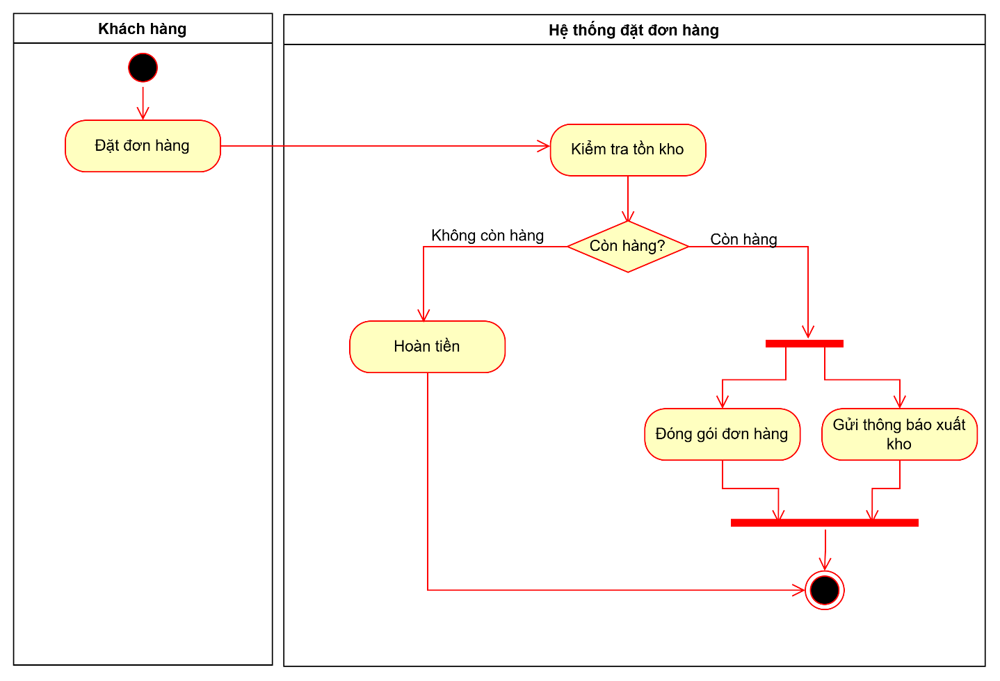 Khách hàng
Hệ thống đặt đơn hàng
Đặt đơn hàng
Kiểm tra tồn kho
Không còn hàng
Còn hàng?
Còn hàng
Hoàn tiền
Đóng gói đơn hàng
Gửi thông báo xuất
kho